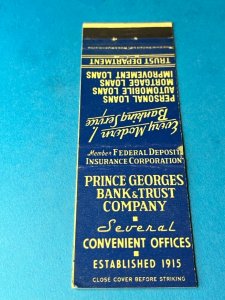 TRUST DEPARTMENT
IMPROVEMENT LOANS
MORTGAGE LOANS
AUTOMOBILE LOANS
PERSONAL LOANS
Every Modern
Banking Service
Member FEDERAL DEPOSIT
INSURANCE CORPORATION
PRINCE GEORGES
BANK & TRUST
COMPANY
Several
CONVENIENT OFFICES
ESTABLISHED 1915
CLOSE COVER BEFORE STRIKING